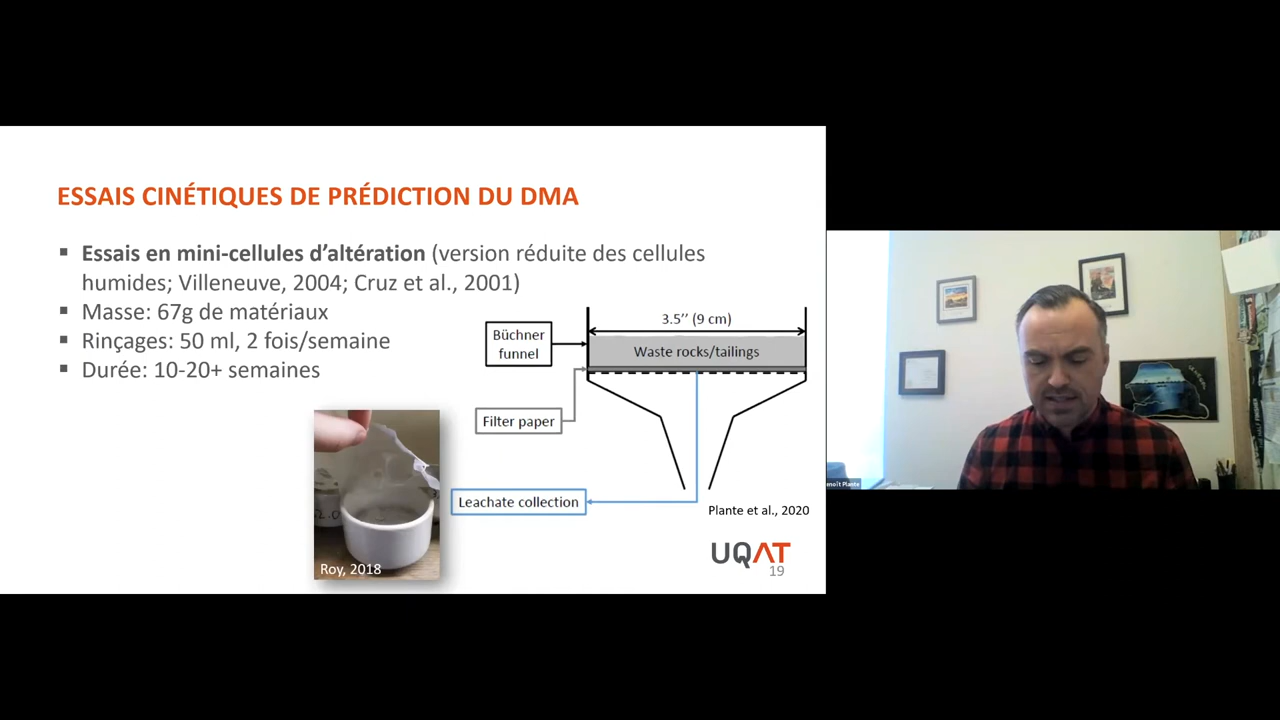 ESSAIS CINÉTIQUES DE PRÉDICTION DU DMA
▪ Essais en mini-cellules d'altération (version réduite des cellules
humides; Villeneuve, 2004; Cruz et al., 2001)
▪ Masse: 67g de matériaux
▪ Rinçages: 50 ml, 2 fois/semaine
▪ Durée: 10-20+ semaines
3.5’’ (9 cm)
Büchner
funnel
Waste rocks/tailings
Filter paper
Leachate collection
Plante et al., 2020
Roy, 2018
UQAT
19
enoît Plante